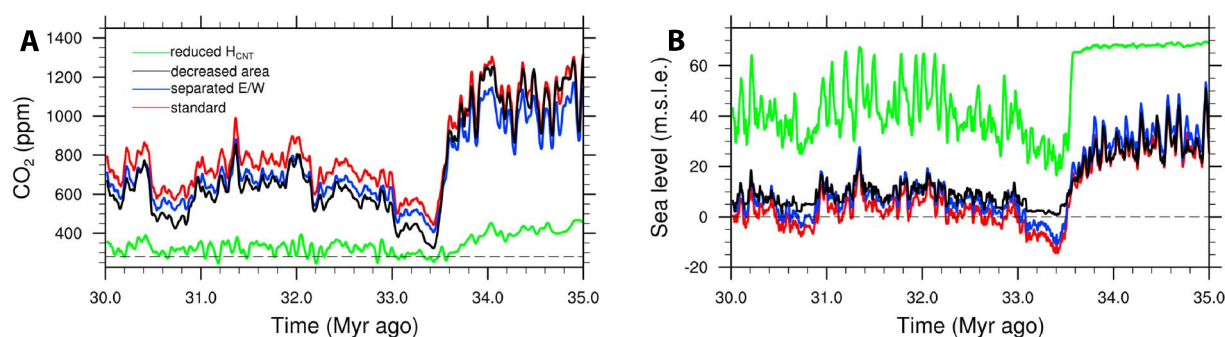 A
CO2 (ppm)
1400
1200
1000
800
600
400
reduced HCNT
decreased area
separated E/W
standard
30.0 31.0 32.0 33.0 34.0 35.0
Time (Myr ago)
B
Sea level (m.s.l.e.)
60
40
20
0
-20
30.0 31.0 32.0 33.0 34.0 35.0
Time (Myr ago)